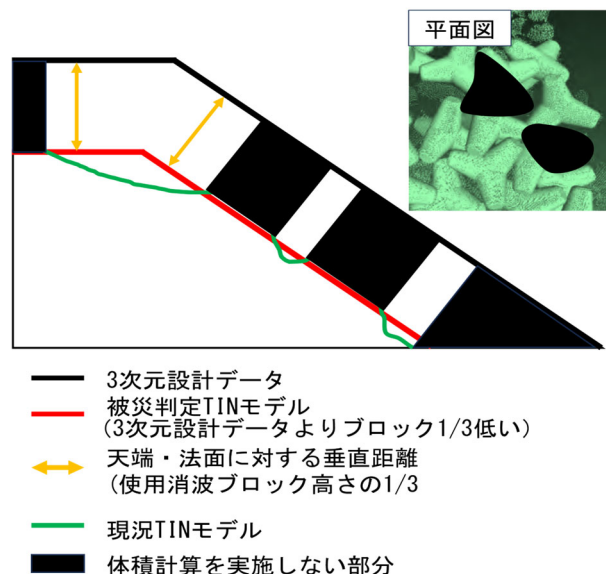 平面図
3次元設計データ
被災判定TINモデル
(3次元設計データよりブロック1/3低い)
天端・法面に対する垂直距離
(使用消波ブロック高さの1/3
現況TINモデル
体積計算を実施しない部分